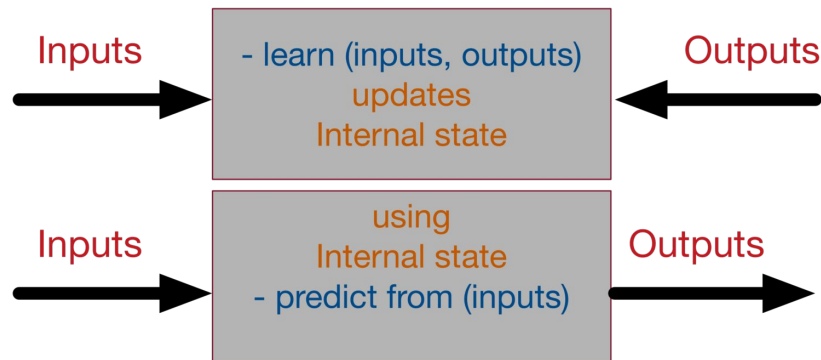 Inputs
- learn (inputs, outputs)
updates
Internal state
Outputs
Inputs
using
Internal state
- predict from (inputs)
Outputs